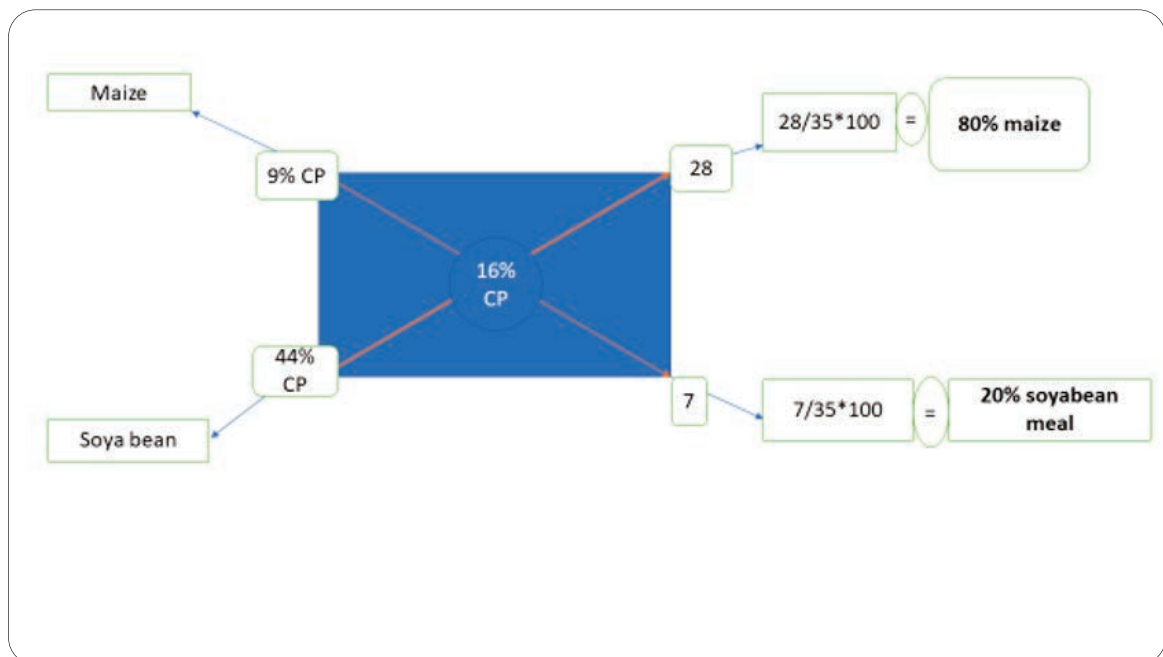 Maize
9% CP
28
28/35*100
=
80% maize
16%
CP
44%
CP
7
7/35*100
=
20% soyabean
meal
Soya bean